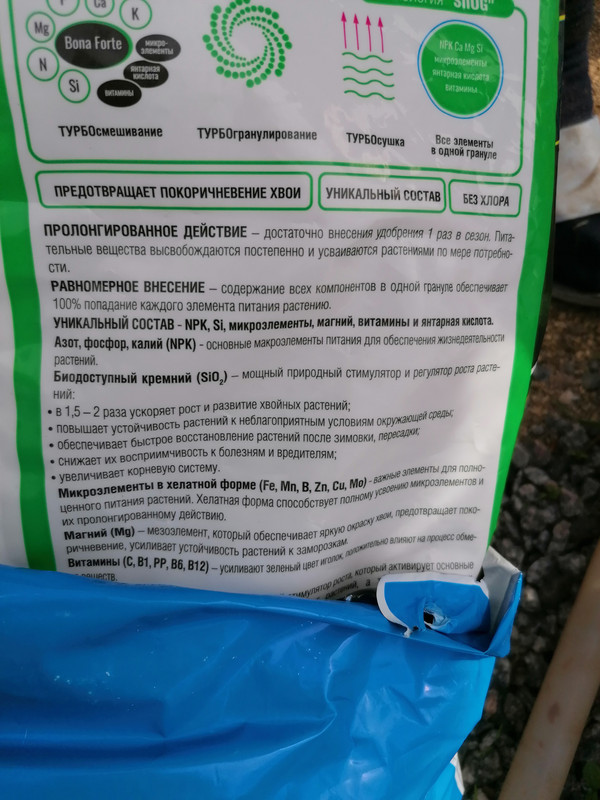 Ca
K
Mg
Bona Forte
микро-
элементы
N
янтарная
кислота
Si
витамины
NPK Ca Mg Si
микроэлементы
янтарная кислота
витамины
ТУРБОсмешивание
ТУРБОгранулирование
ТУРБОсушка
Все элементы
в одной грануле
ПРЕДОТВРАЩАЕТ ПОКОРИЧНЕВЕНИЕ ХВОИ
УНИКАЛЬНЫЙ СОСТАВ
БЕЗ ХЛОРА
ПРОЛОНГИРОВАННОЕ ДЕЙСТВИЕ – достаточно внесения удобрения 1 раз в сезон. Пита-
тельные вещества высвобождаются постепенно и усваиваются растениями по мере потребно-
сти.
РАВНОМЕРНОЕ ВНЕСЕНИЕ – содержание всех компонентов в одной грануле обеспечивает
100% попадание каждого элемента питания растению.
УНИКАЛЬНЫЙ СОСТАВ - NPK, Si, микроэлементы, магний, витамины и янтарная кислота.
Азот, фосфор, калий (NPK) - основные макроэлементы питания для обеспечения жизнедеятельности
растений.
Биодоступный кремний (SiO₂) – мощный природный стимулятор и регулятор роста расте-
ний:
• в 1,5 – 2 раза ускоряет рост и развитие хвойных растений;
• повышает устойчивость растений к неблагоприятным условиям окружающей среды;
• обеспечивает быстрое восстановление растений после зимовки, пересадки;
• снижает их восприимчивость к болезням и вредителям;
• увеличивает корневую систему.
Микроэлементы в хелатной форме (Fe, Mn, B, Zn, Cu, Mo) - важные элементы для полно-
ценного питания растений. Хелатная форма способствует полному усвоению микроэлементов и
их пролонгированному действию.
Магний (Mg) – мезоэлемент, который обеспечивает яркую окраску хвои, предотвращает поко-
ричневение, усиливает устойчивость растений к заморозкам.
Витамины (C, B1, PP, B6, B12) – усиливают зеленый цвет иголок, положительно влияют на процесс обме-
веществ.
стимулятор роста, который активирует основные
растений, а